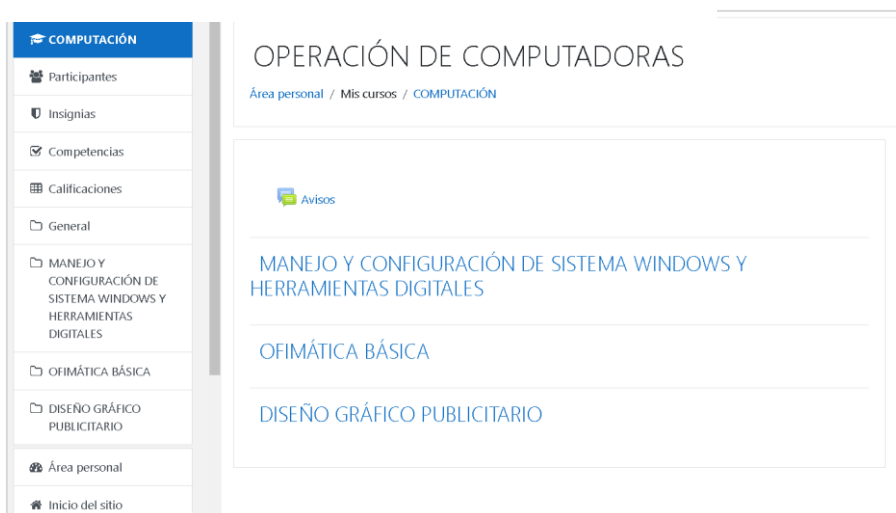 COMPUTACIÓN
Participantes
Insignias
Competencias
Calificaciones
General
MANEJO Y
CONFIGURACIÓN DE
SISTEMA WINDOWS Y
HERRAMIENTAS
DIGITALES
OFIMÁTICA BÁSICA
DISEÑO GRÁFICO
PUBLICITARIO
Área personal
Inicio del sitio
OPERACIÓN DE COMPUTADORAS
Área personal / Mis cursos / COMPUTACIÓN
Avisos
MANEJO Y CONFIGURACIÓN DE SISTEMA WINDOWS Y
HERRAMIENTAS DIGITALES
OFIMÁTICA BÁSICA
DISEÑO GRÁFICO PUBLICITARIO